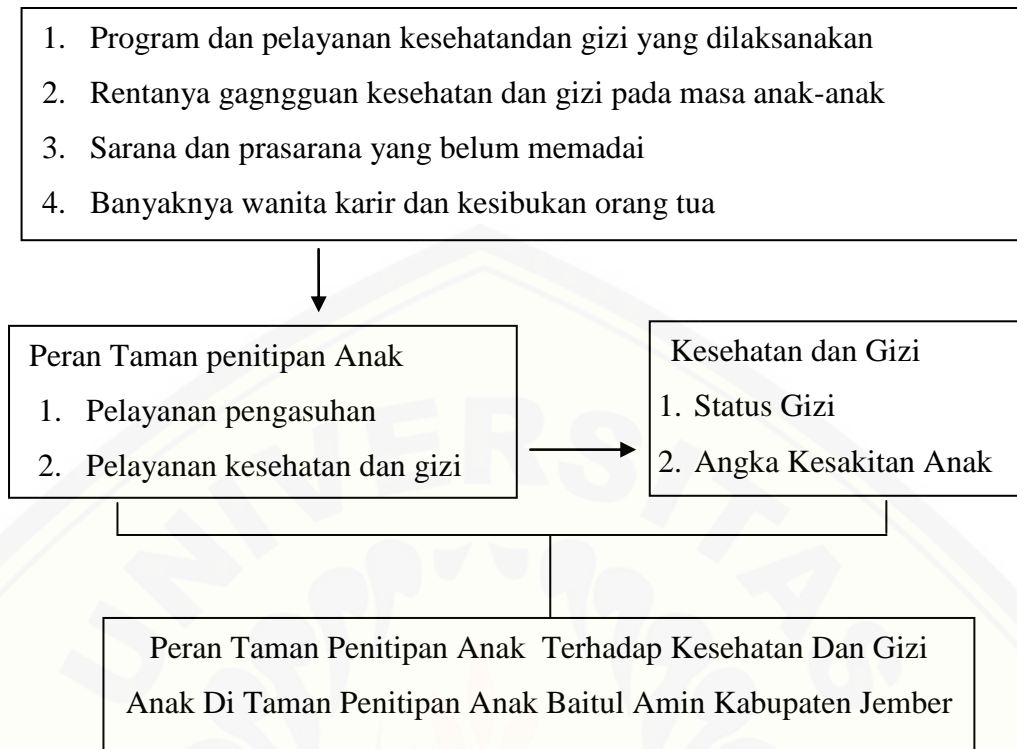 1. Program dan pelayanan kesehatandan gizi yang dilaksanakan
2. Rentanya gagngguan kesehatan dan gizi pada masa anak-anak
3. Sarana dan prasarana yang belum memadai
4. Banyaknya wanita karir dan kesibukan orang tua
Peran Taman penitipan Anak
1. Pelayanan pengasuhan
2. Pelayanan kesehatan dan gizi
Kesehatan dan Gizi
1. Status Gizi
2. Angka Kesakitan Anak
Peran Taman Penitipan Anak Terhadap Kesehatan Dan Gizi
Anak Di Taman Penitipan Anak Baitul Amin Kabupaten Jember
UNIVERSITAS